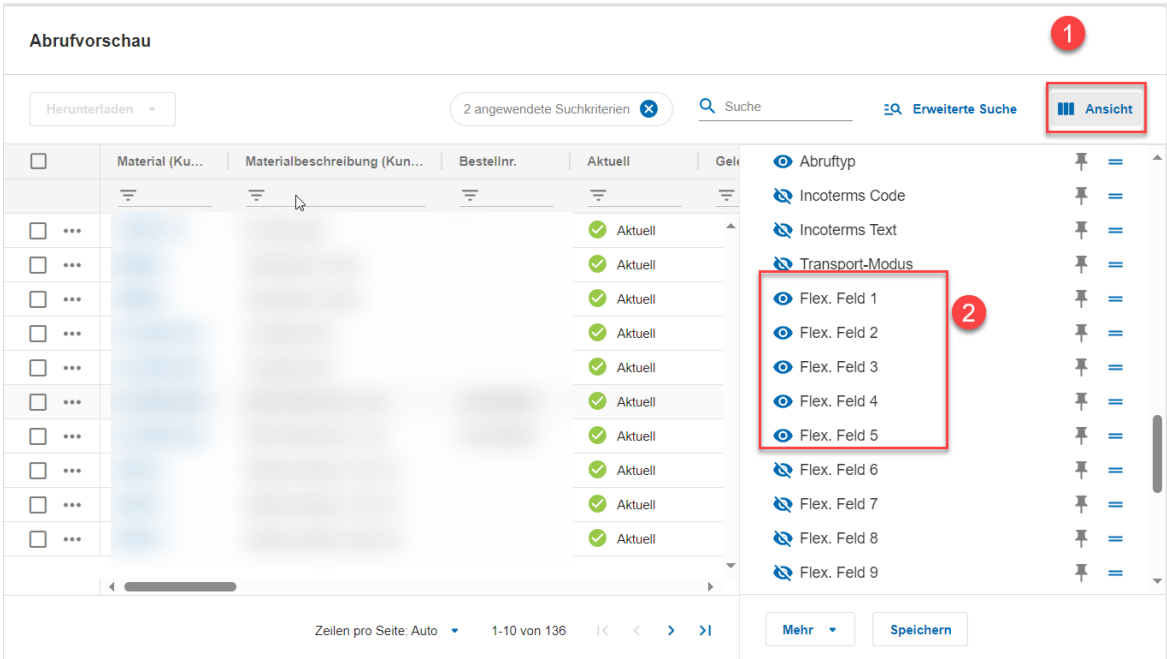 Abrufvorschau
1
Herunterladen
2 angewendete Suchkriterien
Suche
Erweiterte Suche
Ansicht
Material (Ku...
Materialbeschreibung (Kun...
Bestellnr.
Aktuell
Gele
Aktuell
Aktuell
Aktuell
Aktuell
Aktuell
Aktuell
Aktuell
Aktuell
Aktuell
Aktuell
Abruftyp
Incoterms Code
Incoterms Text
Transport-Modus
Flex. Feld 1
Flex. Feld 2
Flex. Feld 3
Flex. Feld 4
Flex. Feld 5
2
Flex. Feld 6
Flex. Feld 7
Flex. Feld 8
Flex. Feld 9
Zeilen pro Seite: Auto
1-10 von 136
Mehr
Speichern